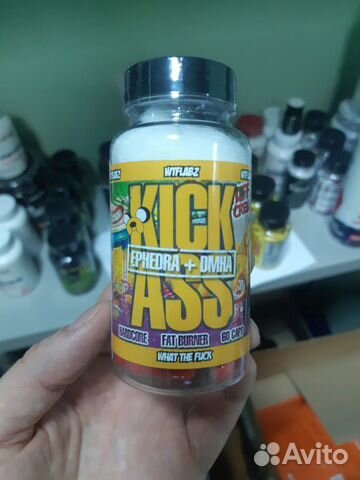 WTFLABZ
KICK
EPHEDRA + DMHA
ASS
HARDCORE - FAT BURNER - 60 CAPS
WHAT THE FUCK
Avito